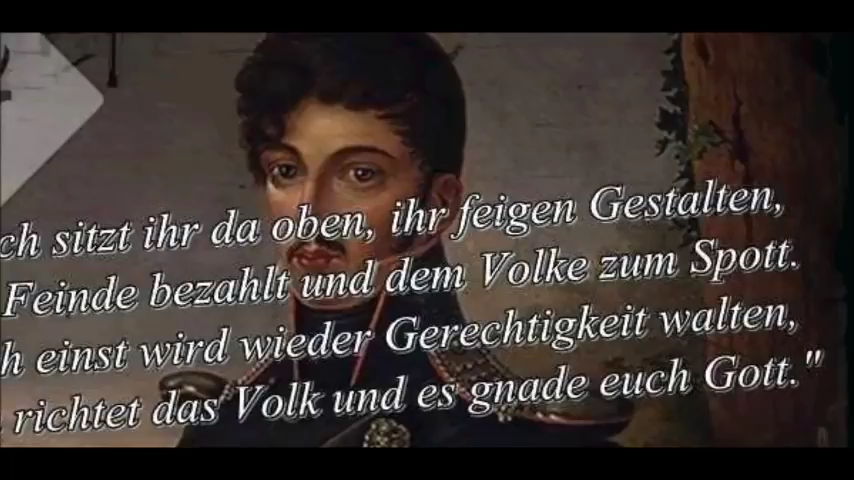 ch sitzt ihr da oben, ihr feigen Gestalten,
Feinde bezahlt und dem Volke zum Spott.
h einst wird wieder Gerechtigkeit walten,
richtet das Volk und es gnade euch Gott."